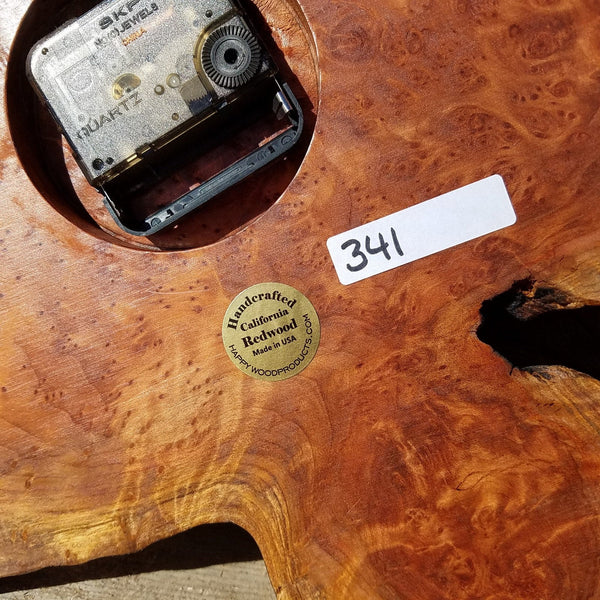 SKP
QUARTZ
341
Handcrafted
California
Redwood
Made in USA
HAPPYWOODPRODUCTS.COM